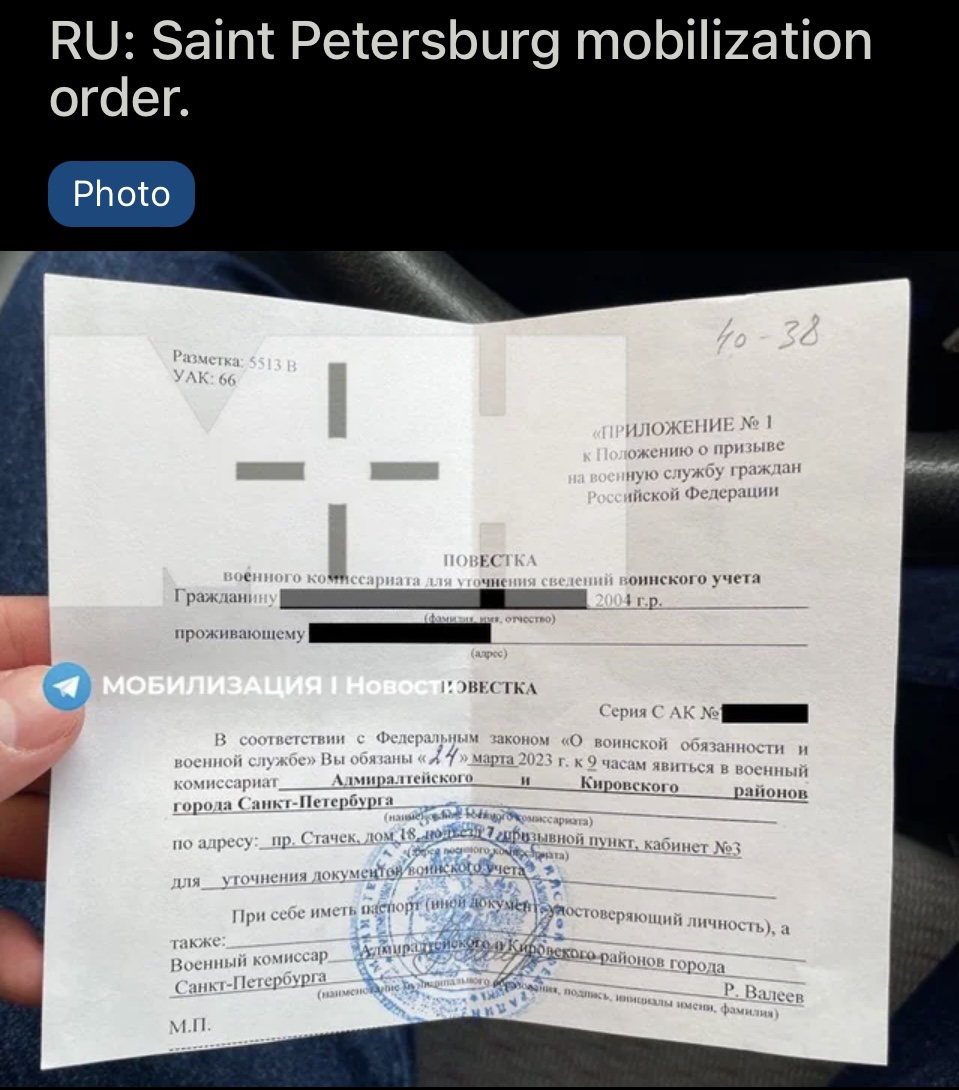 RU: Saint Petersburg mobilization
order.
Photo
40-38
Разметка: 5513 В
УАК: 66
«ПРИЛОЖЕНИЕ № 1
к Положению о призыве
на военную службу граждан
Российской Федерации
ПОВЕСТКА
военного комиссариата для уточнения сведений воинского учета
Гражданину 2004 г.р.
(фамилия, имя, отчество)
проживающему
(адрес)
МОБИЛИЗАЦИЯ | Новости
ПОВЕСТКА
Серия С АК №
В соответствии с Федеральным законом «О воинской обязанности и
военной службе» Вы обязаны «24» марта 2023 г. к 9 часам явиться в военный
комиссариат Адмиралтейского и Кировского районов
города Санкт-Петербурга
(наименование военного комиссариата)
по адресу: пр. Стачек, дом 18, подъезд 7, призывной пункт, кабинет №3
(адрес военного комиссариата)
для уточнения документов воинского учета
При себе иметь паспорт (иной документ, удостоверяющий личность), а
также:
Военный комиссар Адмиралтейского и Кировского районов города
Санкт-Петербурга Р. Валеев
(наименование муниципального образования, подпись, инициалы имени, фамилия)
М.П.